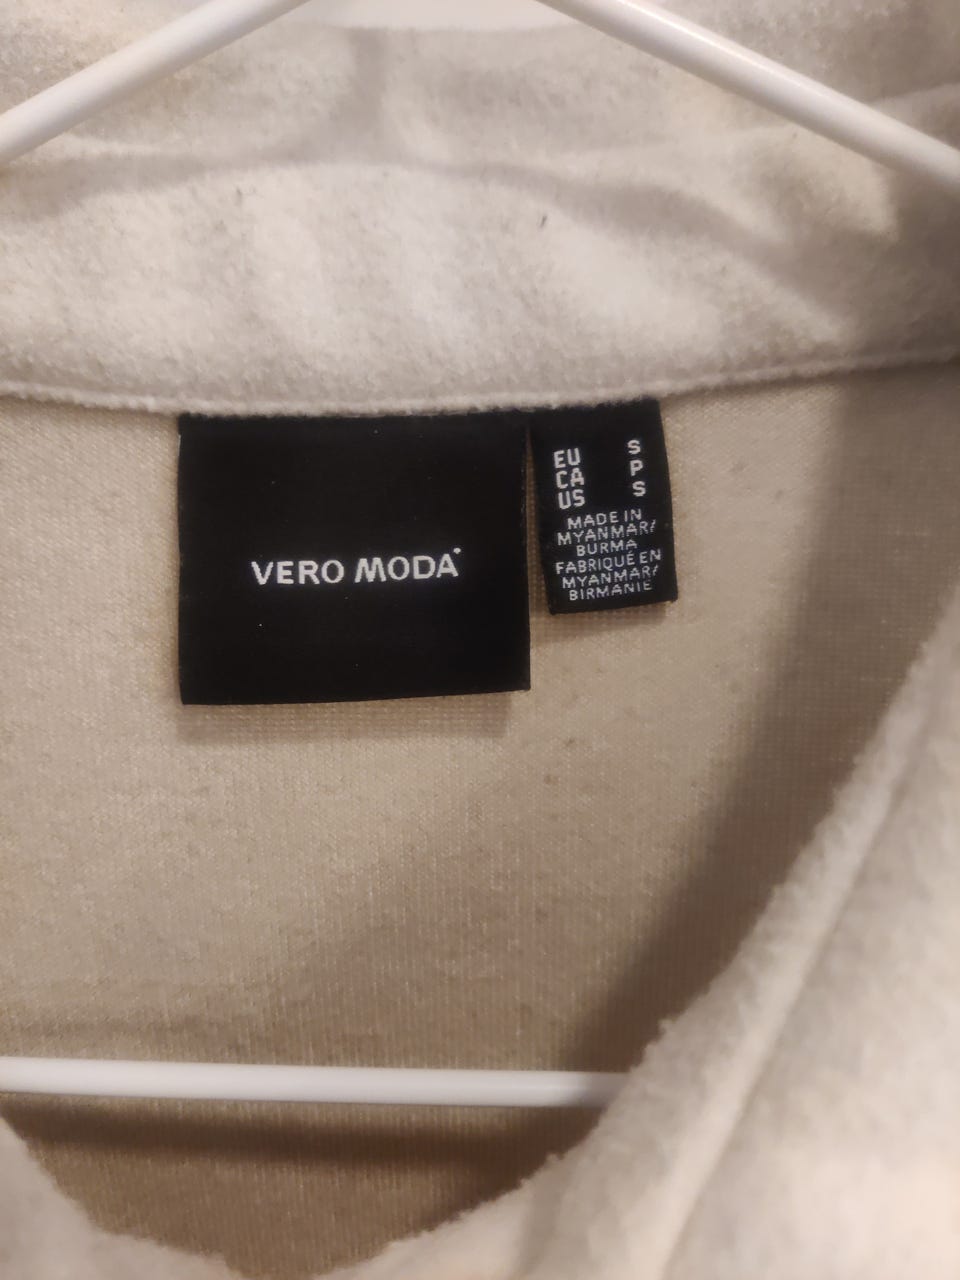 VERO MODA
EU S
CA P
US S
MADE IN
MYANMAR/
BURMA
FABRIQUÉ EN
MYANMAR/
BIRMANIE